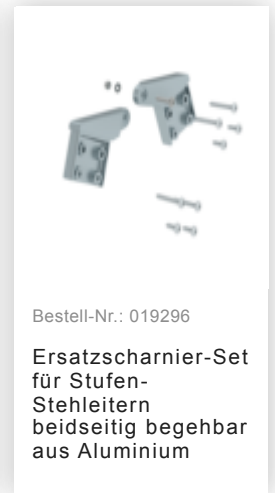 Bestell-Nr.: 019296
Ersatzscharnier-Set
für Stufen-
Stehleitern
beidseitig begehbar
aus Aluminium